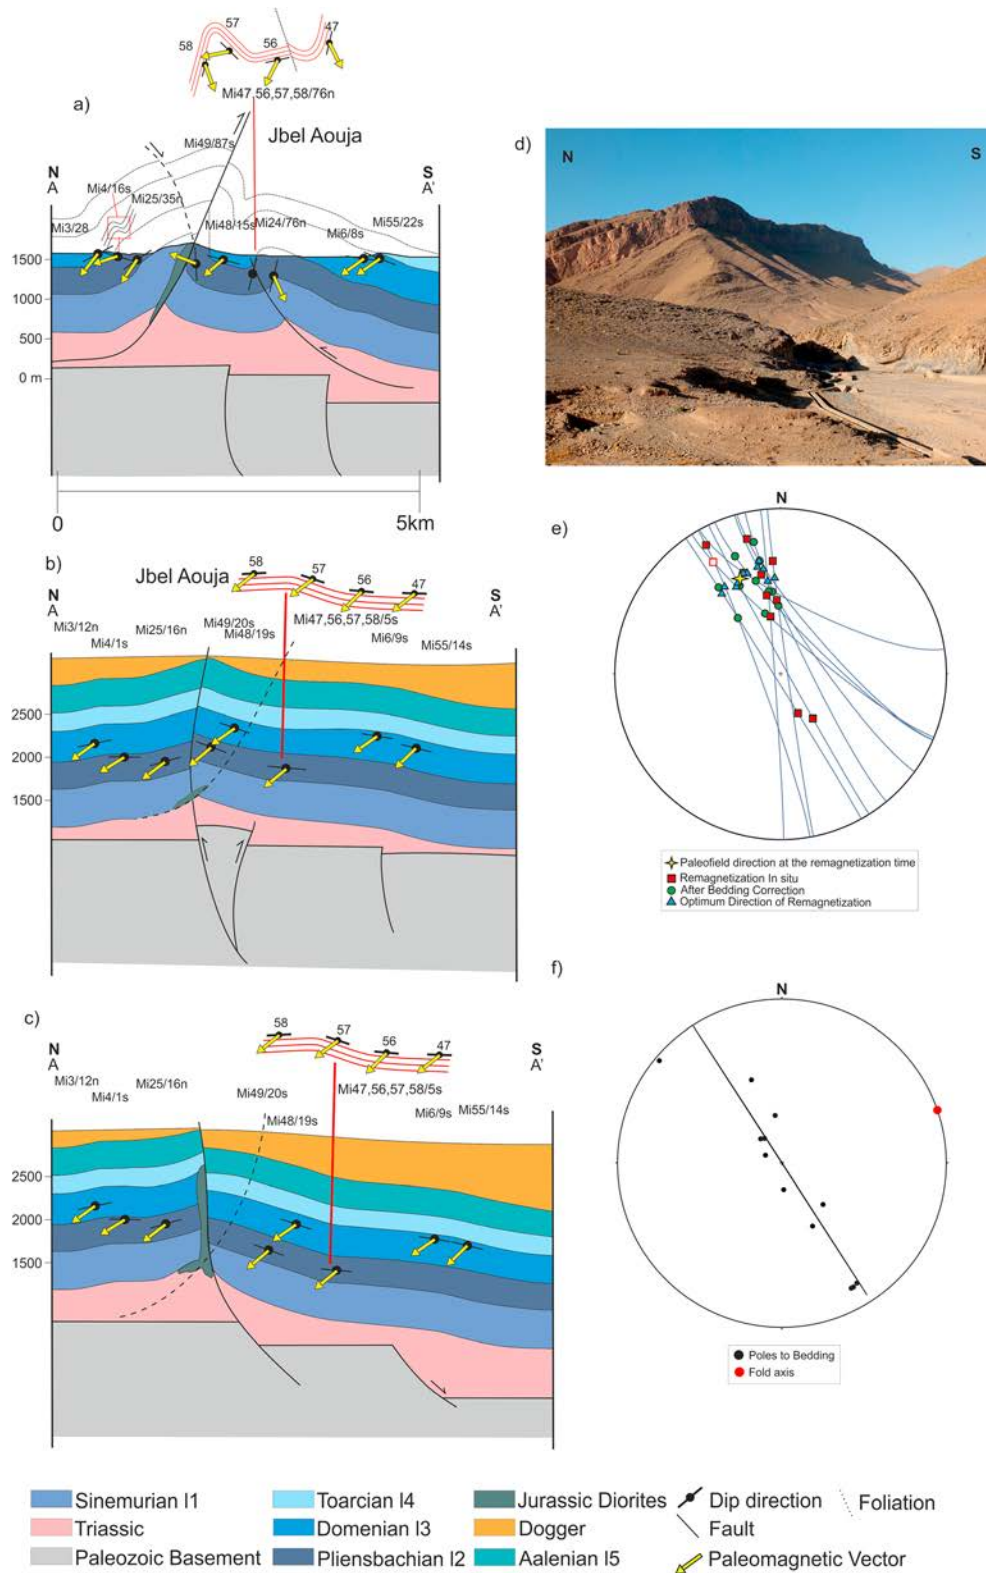 57
47
58
56
Mi47,56,57,58/76n
a)
Jbel Aouja
Mi49/87s
N
A
S
A'
Mi4/16s
Mi25/35n
Mi3/28
Mi48/15s
Mi24/76n
Mi55/22s
Mi6/8s
1500
1000
500
0 m
0
5km
d)
N
S
e)
N
Paleofield direction at the remagnetization time
Remagnetization In situ
After Bedding Correction
Optimum Direction of Remagnetization
b)
Jbel Aouja
58
57
56
47
N
A
S
A'
Mi3/12n
Mi4/1s
Mi25/16n
Mi49/20s
Mi48/19s
Mi47,56,57,58/5s
Mi6/9s
Mi55/14s
2500
2000
1500
f)
N
Poles to Bedding
Fold axis
c)
58
57
56
47
N
A
S
A'
Mi3/12n
Mi4/1s
Mi25/16n
Mi49/20s
Mi48/19s
Mi47,56,57,58/5s
Mi6/9s
Mi55/14s
2500
2000
1500
Sinemurian I1
Toarcian I4
Jurassic Diorites
Dip direction
Foliation
Triassic
Domenian I3
Dogger
Fault
Paleozoic Basement
Pliensbachian I2
Aalenian I5
Paleomagnetic Vector